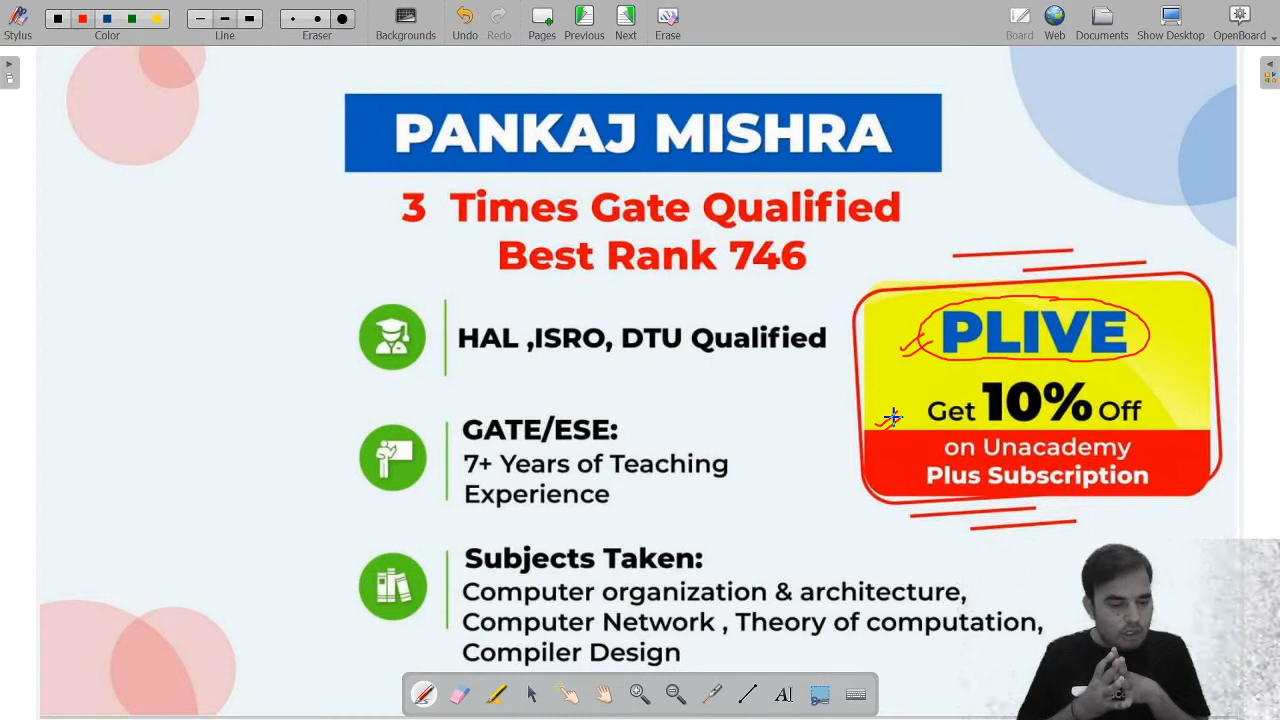 Stylus
Color
Line
Eraser
Backgrounds
Undo
Redo
Pages
Previous
Next
Erase
Board
Web
Documents
Show Desktop
OpenBoard
PANKAJ MISHRA
3 Times Gate Qualified
Best Rank 746
HAL ,ISRO, DTU Qualified
GATE/ESE:
7+ Years of Teaching
Experience
Subjects Taken:
Computer organization & architecture,
Computer Network , Theory of computation,
Compiler Design
PLIVE
Get 10% Off
on Unacademy
Plus Subscription
AI